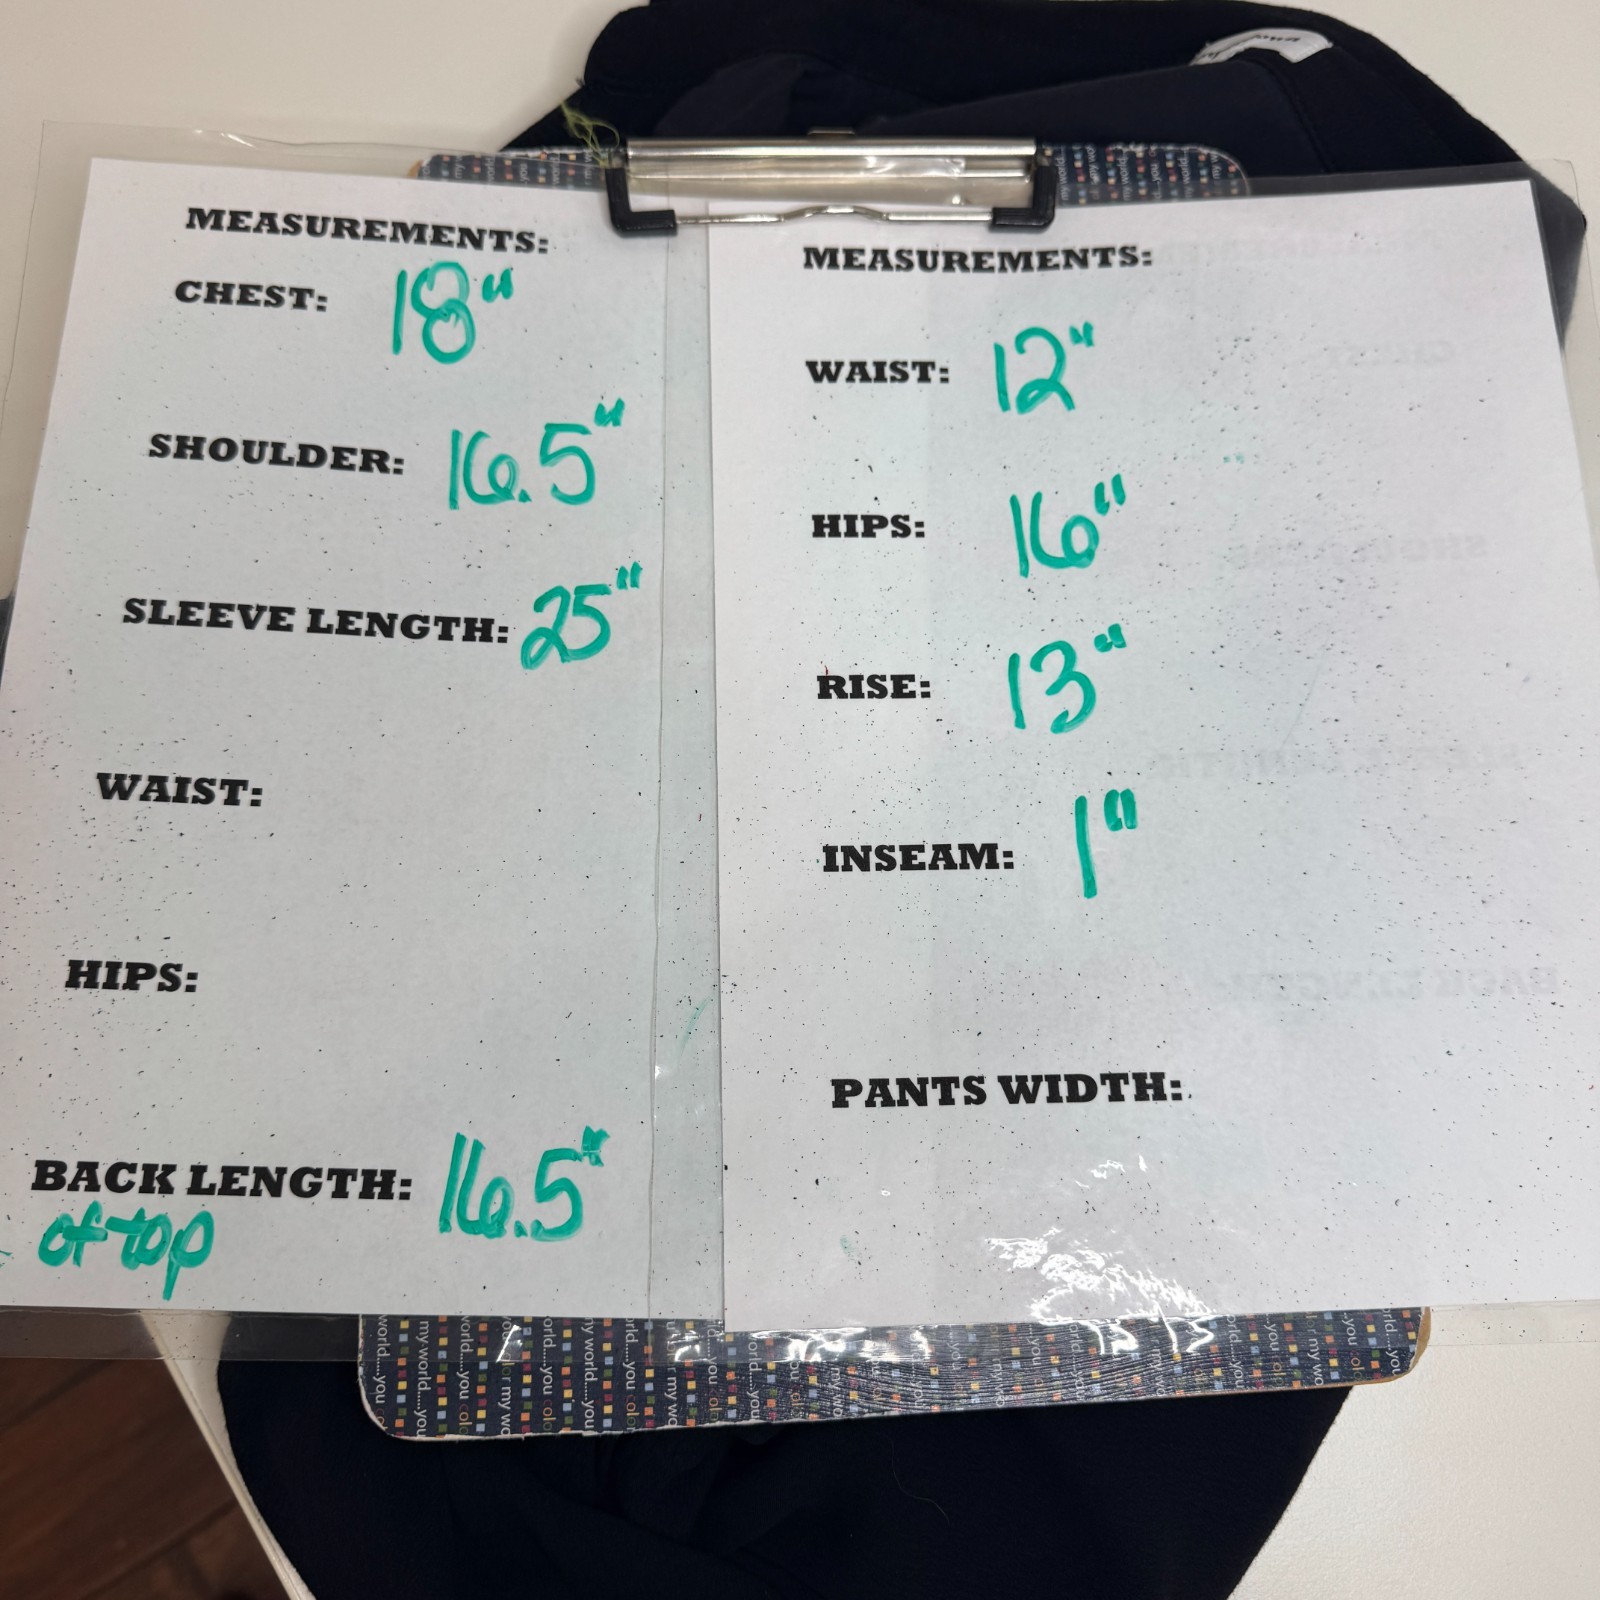 MEASUREMENTS:
CHEST: 18"
SHOULDER: 16.5"
SLEEVE LENGTH: 25"
WAIST:
HIPS:
BACK LENGTH: 16.5"
of top
MEASUREMENTS:
WAIST: 12"
HIPS: 16"
RISE: 13"
INSEAM: 1"
PANTS WIDTH: